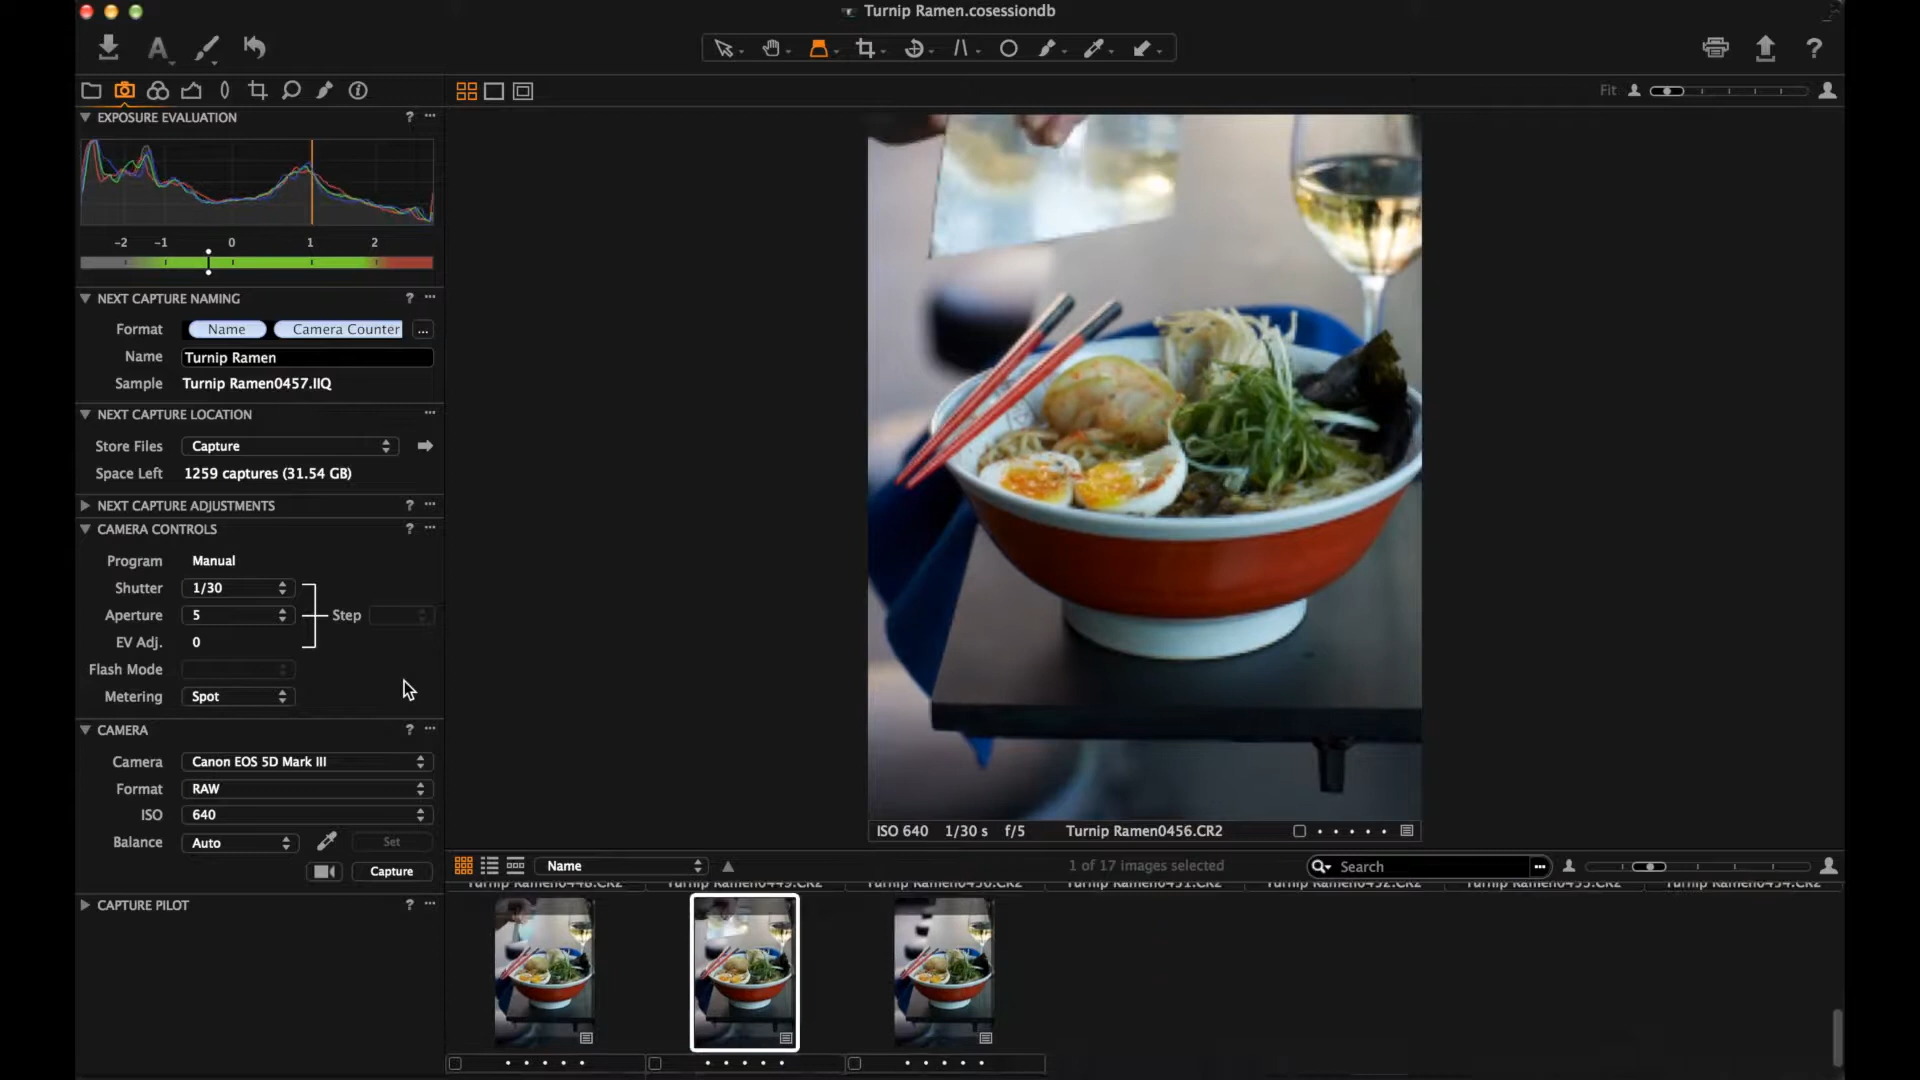 Turnip Ramen.cosessiondb
Fit
EXPOSURE EVALUATION ?
-2 -1 0 1 2
NEXT CAPTURE NAMING ?
Format Name Camera Counter ...
Name Turnip Ramen
Sample Turnip Ramen0457.IIQ
NEXT CAPTURE LOCATION
Store Files Capture
Space Left 1259 captures (31.54 GB)
NEXT CAPTURE ADJUSTMENTS ?
CAMERA CONTROLS ?
Program Manual
Shutter 1/30
Aperture 5 Step
EV Adj. 0
Flash Mode
Metering Spot
CAMERA ?
Camera Canon EOS 5D Mark III
Format RAW
ISO 640
Balance Auto Set
Capture
CAPTURE PILOT ?
ISO 640 1/30 s f/5 Turnip Ramen0456.CR2
Name 1 of 17 images selected Search